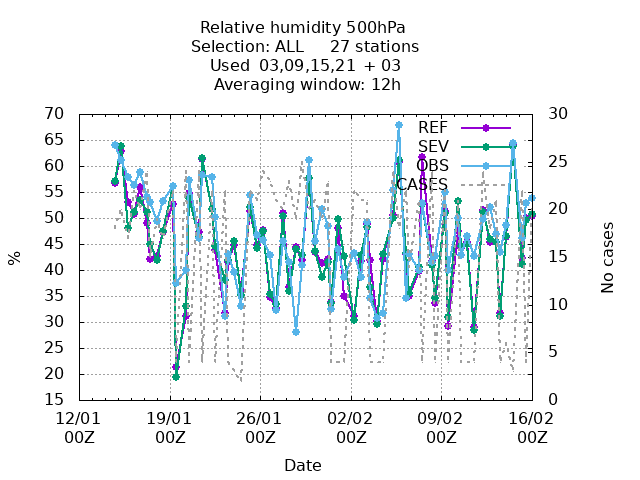 Relative humidity 500hPa
Selection: ALL 27 stations
Used 03,09,15,21 + 03
Averaging window: 12h
70 30
REF
65
SEV
60 25
OBS
CASES
55
50 20
45 15
40
35 10
30
25 5
20
15 0
% No cases
12/01 19/01 26/01 02/02 09/02 16/02
00Z 00Z 00Z 00Z 00Z 00Z
Date